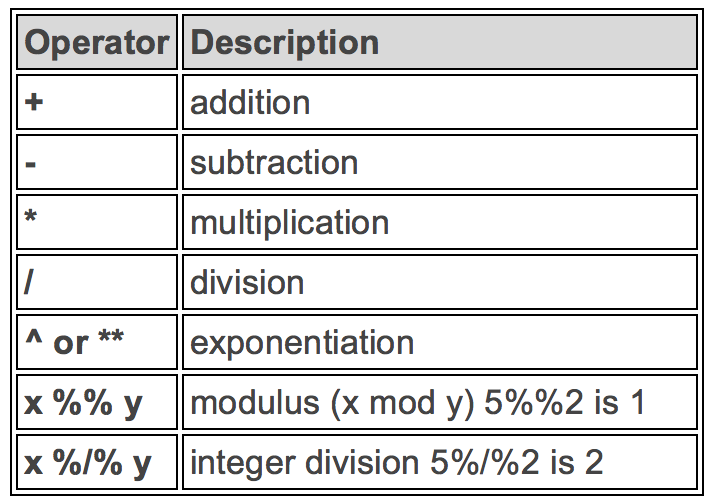 Operator Description
+ addition
- subtraction
* multiplication
/ division
^ or ** exponentiation
x %% y modulus (x mod y) 5%%2 is 1
x %/% y integer division 5%/%2 is 2